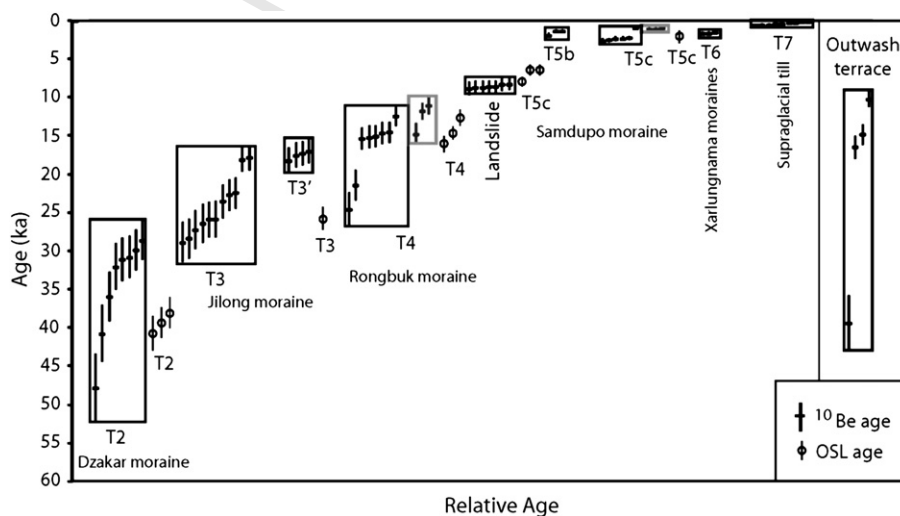 0
5
10
15
20
25
30
35
40
45
50
55
60
Age (ka)
Relative Age
T2
Dzakar moraine
T2
T3
Jilong moraine
T3'
T3
T4
Rongbuk moraine
T4
Landslide
T5c
T5b
Samdupo moraine
T5c
T5c
T6
Xarlungnama moraines
T7
Supraglacial till
Outwash
terrace
10 Be age
OSL age